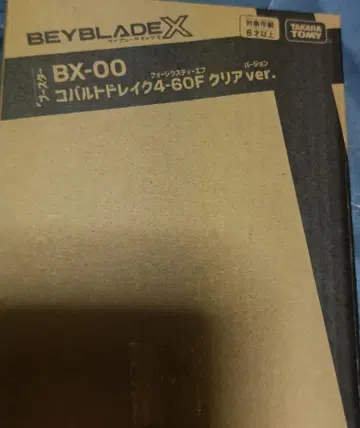 BEYBLADE X
ベイブレードエックス
対象年齢
6才以上
TAKARA
TOMY
ブースター
BX-00
フォーシックスティーエフ バージョン
コバルトドレイク4-60F クリアver.